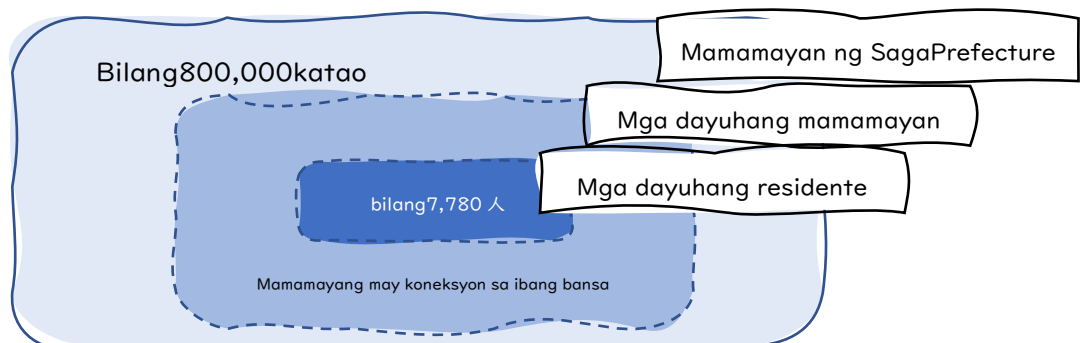 Mamamayan ng SagaPrefecture
Bilang800,000katao
Mga dayuhang mamamayan
Mga dayuhang residente
bilang7,780 人
Mamamayang may koneksyon sa ibang bansa